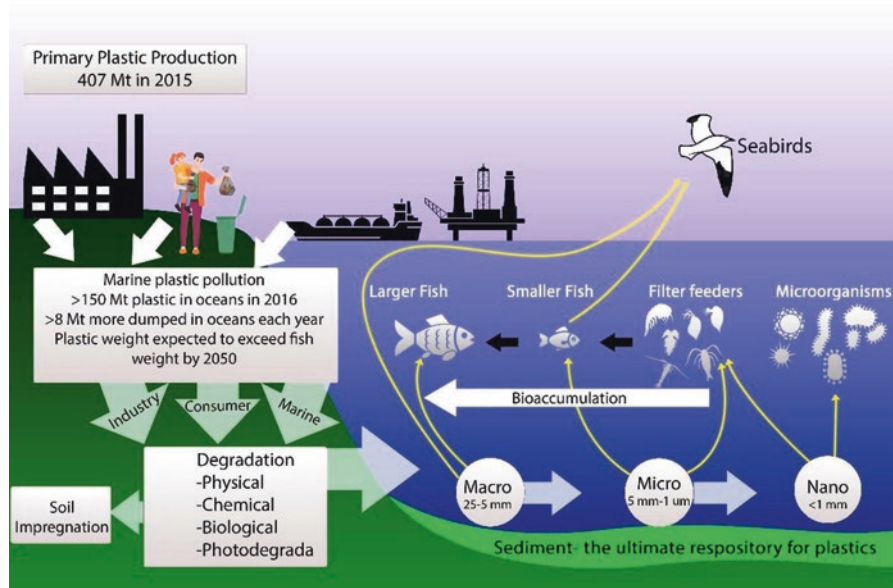 Primary Plastic Production
407 Mt in 2015
Seabirds
Marine plastic pollution
>150 Mt plastic in oceans in 2016
>8 Mt more dumped in oceans each year
Plastic weight expected to exceed fish
weight by 2050
Larger Fish
Smaller Fish
Filter feeders
Microorganisms
Bioaccumulation
Industry
Consumer
Marine
Degradation
-Physical
-Chemical
-Biological
-Photodegrada
Soil
Impregnation
Macro
25-5 mm
Micro
5 mm-1 um
Nano
<1 mm
Sediment- the ultimate respository for plastics